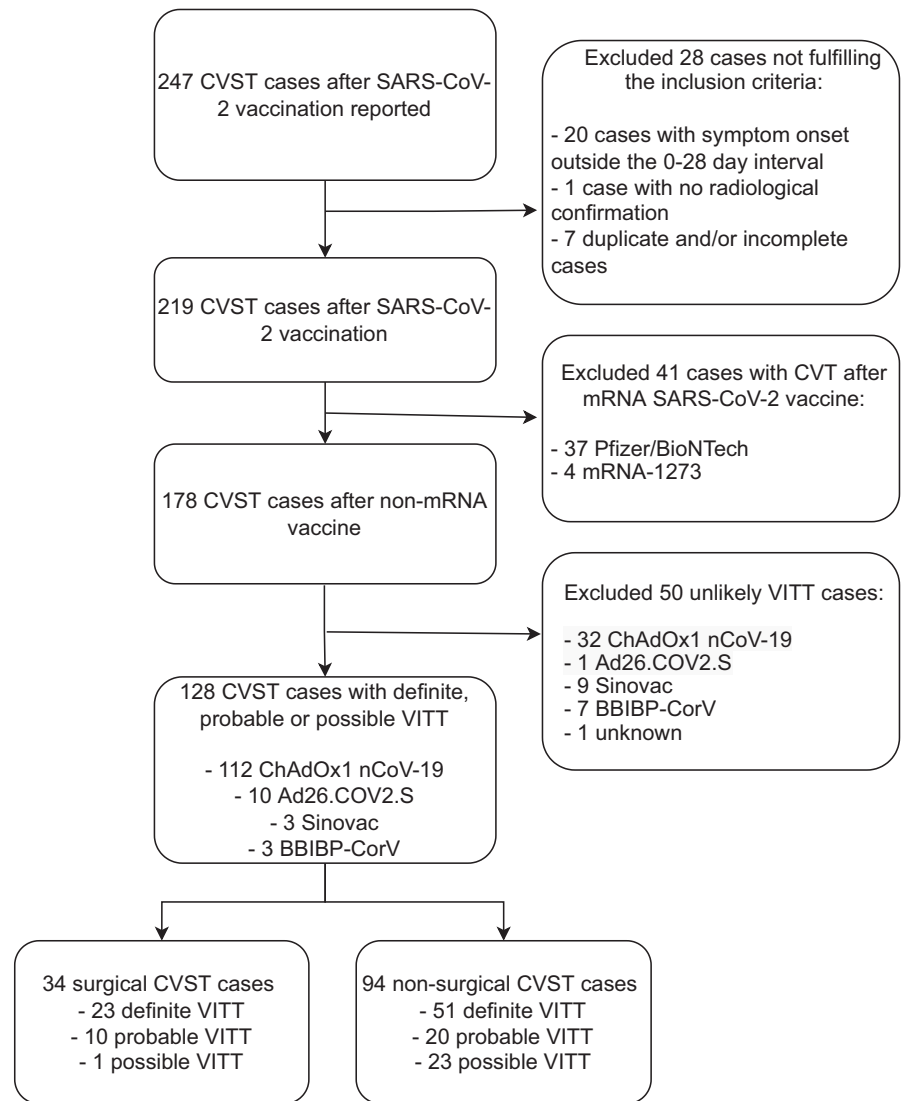 247 CVST cases after SARS-CoV-
2 vaccination reported
Excluded 28 cases not fulfilling
the inclusion criteria:
- 20 cases with symptom onset
outside the 0-28 day interval
- 1 case with no radiological
confirmation
- 7 duplicate and/or incomplete
cases
219 CVST cases after SARS-CoV-
2 vaccination
Excluded 41 cases with CVT after
mRNA SARS-CoV-2 vaccine:
- 37 Pfizer/BioNTech
- 4 mRNA-1273
178 CVST cases after non-mRNA
vaccine
Excluded 50 unlikely VITT cases:
- 32 ChAdOx1 nCoV-19
- 1 Ad26.COV2.S
- 9 Sinovac
- 7 BBIBP-CorV
- 1 unknown
128 CVST cases with definite,
probable or possible VITT
- 112 ChAdOx1 nCoV-19
- 10 Ad26.COV2.S
- 3 Sinovac
- 3 BBIBP-CorV
34 surgical CVST cases
- 23 definite VITT
- 10 probable VITT
- 1 possible VITT
94 non-surgical CVST cases
- 51 definite VITT
- 20 probable VITT
- 23 possible VITT